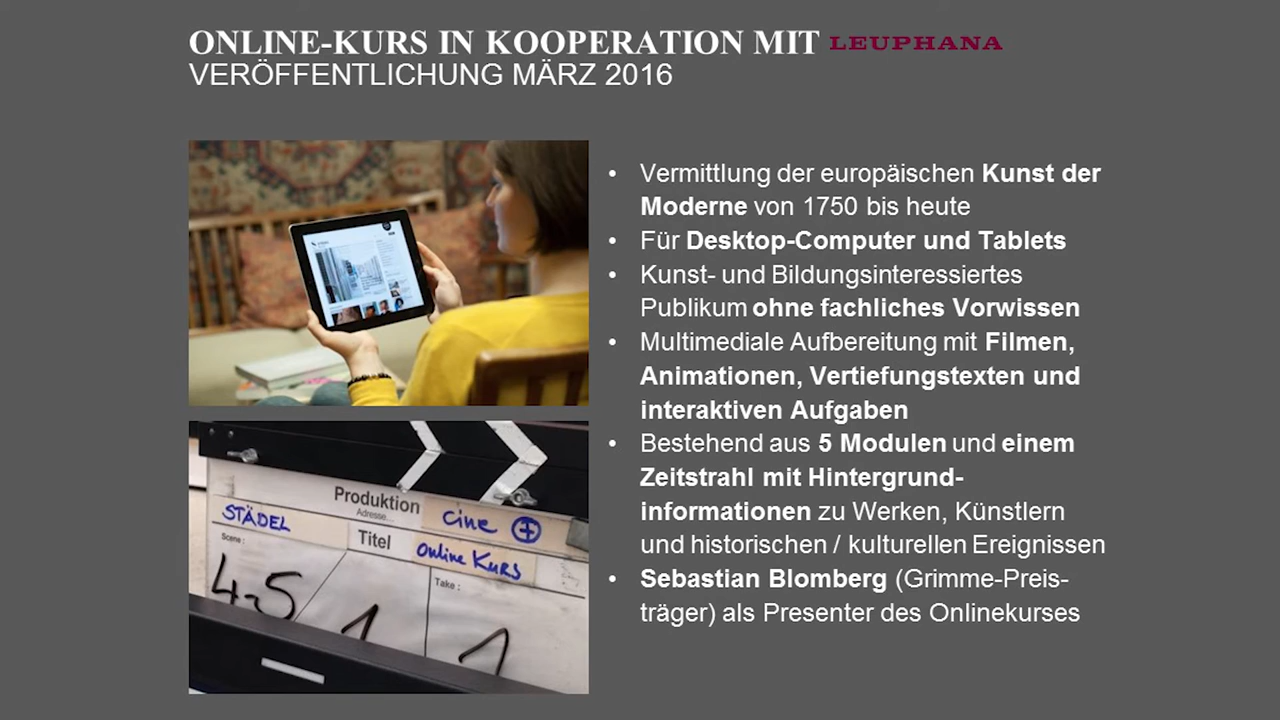 ONLINE-KURS IN KOOPERATION MIT LEUPHANA
VERÖFFENTLICHUNG MÄRZ 2016
• Vermittlung der europäischen Kunst der
Moderne von 1750 bis heute
• Für Desktop-Computer und Tablets
• Kunst- und Bildungsinteressiertes
Publikum ohne fachliches Vorwissen
• Multimediale Aufbereitung mit Filmen,
Animationen, Vertiefungstexten und
interaktiven Aufgaben
• Bestehend aus 5 Modulen und einem
Zeitstrahl mit Hintergrund-
informationen zu Werken, Künstlern
und historischen / kulturellen Ereignissen
• Sebastian Blomberg (Grimme-Preis-
träger) als Presenter des Onlinekurses
Produktion
Adresse...
STÄDEL
cine +
Titel
Online Kurs
Scene :
Take :
4-5
1
1